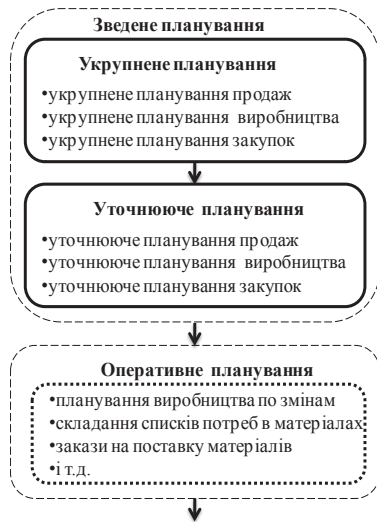 Зведене планування
Укрупнене планування
•укрупнене планування продаж
•укрупнене планування виробництва
•укрупнене планування закупок
Уточнююче планування
•уточнююче планування продаж
•уточнююче планування виробництва
•уточнююче планування закупок
Оперативне планування
•планування виробництва по змінам
•складання списків потреб в матеріалах
•закази на поставку матеріалів
•і т.д.